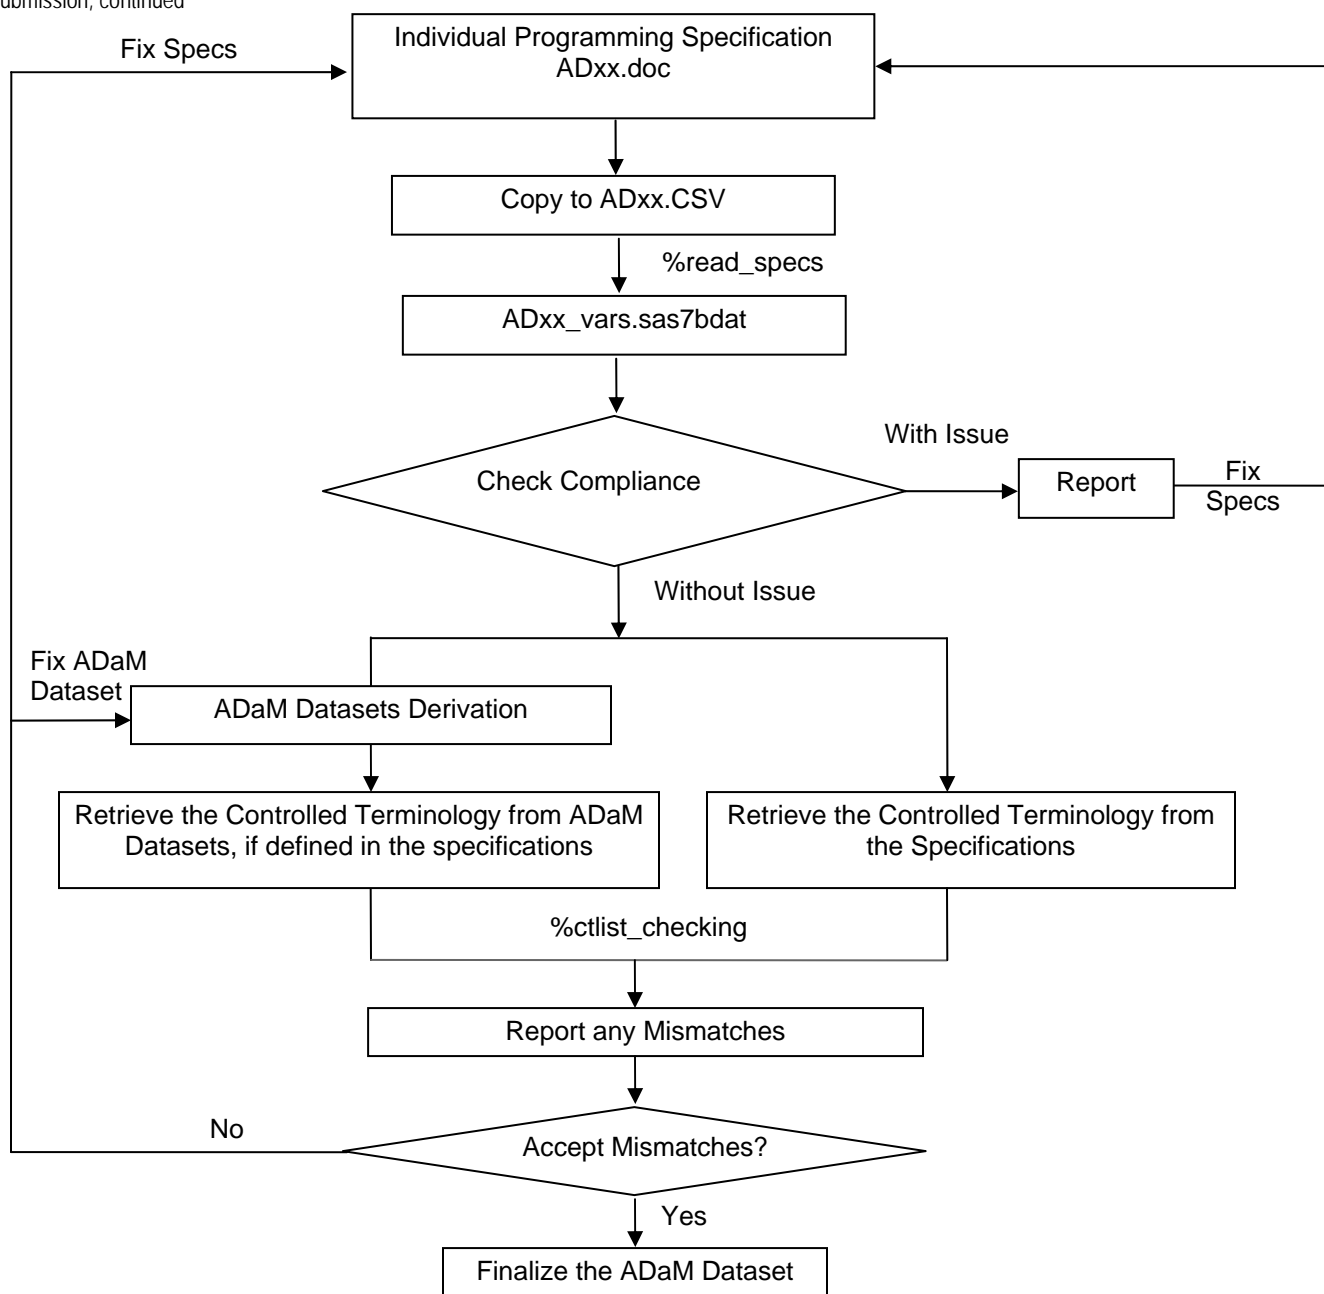 ubmission, continued
Fix Specs
Individual Programming Specification
ADxx.doc
Copy to ADxx.CSV
%read_specs
ADxx_vars.sas7bdat
With Issue
Check Compliance
Report
Fix
Specs
Without Issue
Fix ADaM
Dataset
ADaM Datasets Derivation
Retrieve the Controlled Terminology from ADaM
Datasets, if defined in the specifications
Retrieve the Controlled Terminology from
the Specifications
%ctlist_checking
Report any Mismatches
No
Accept Mismatches?
Yes
Finalize the ADaM Dataset